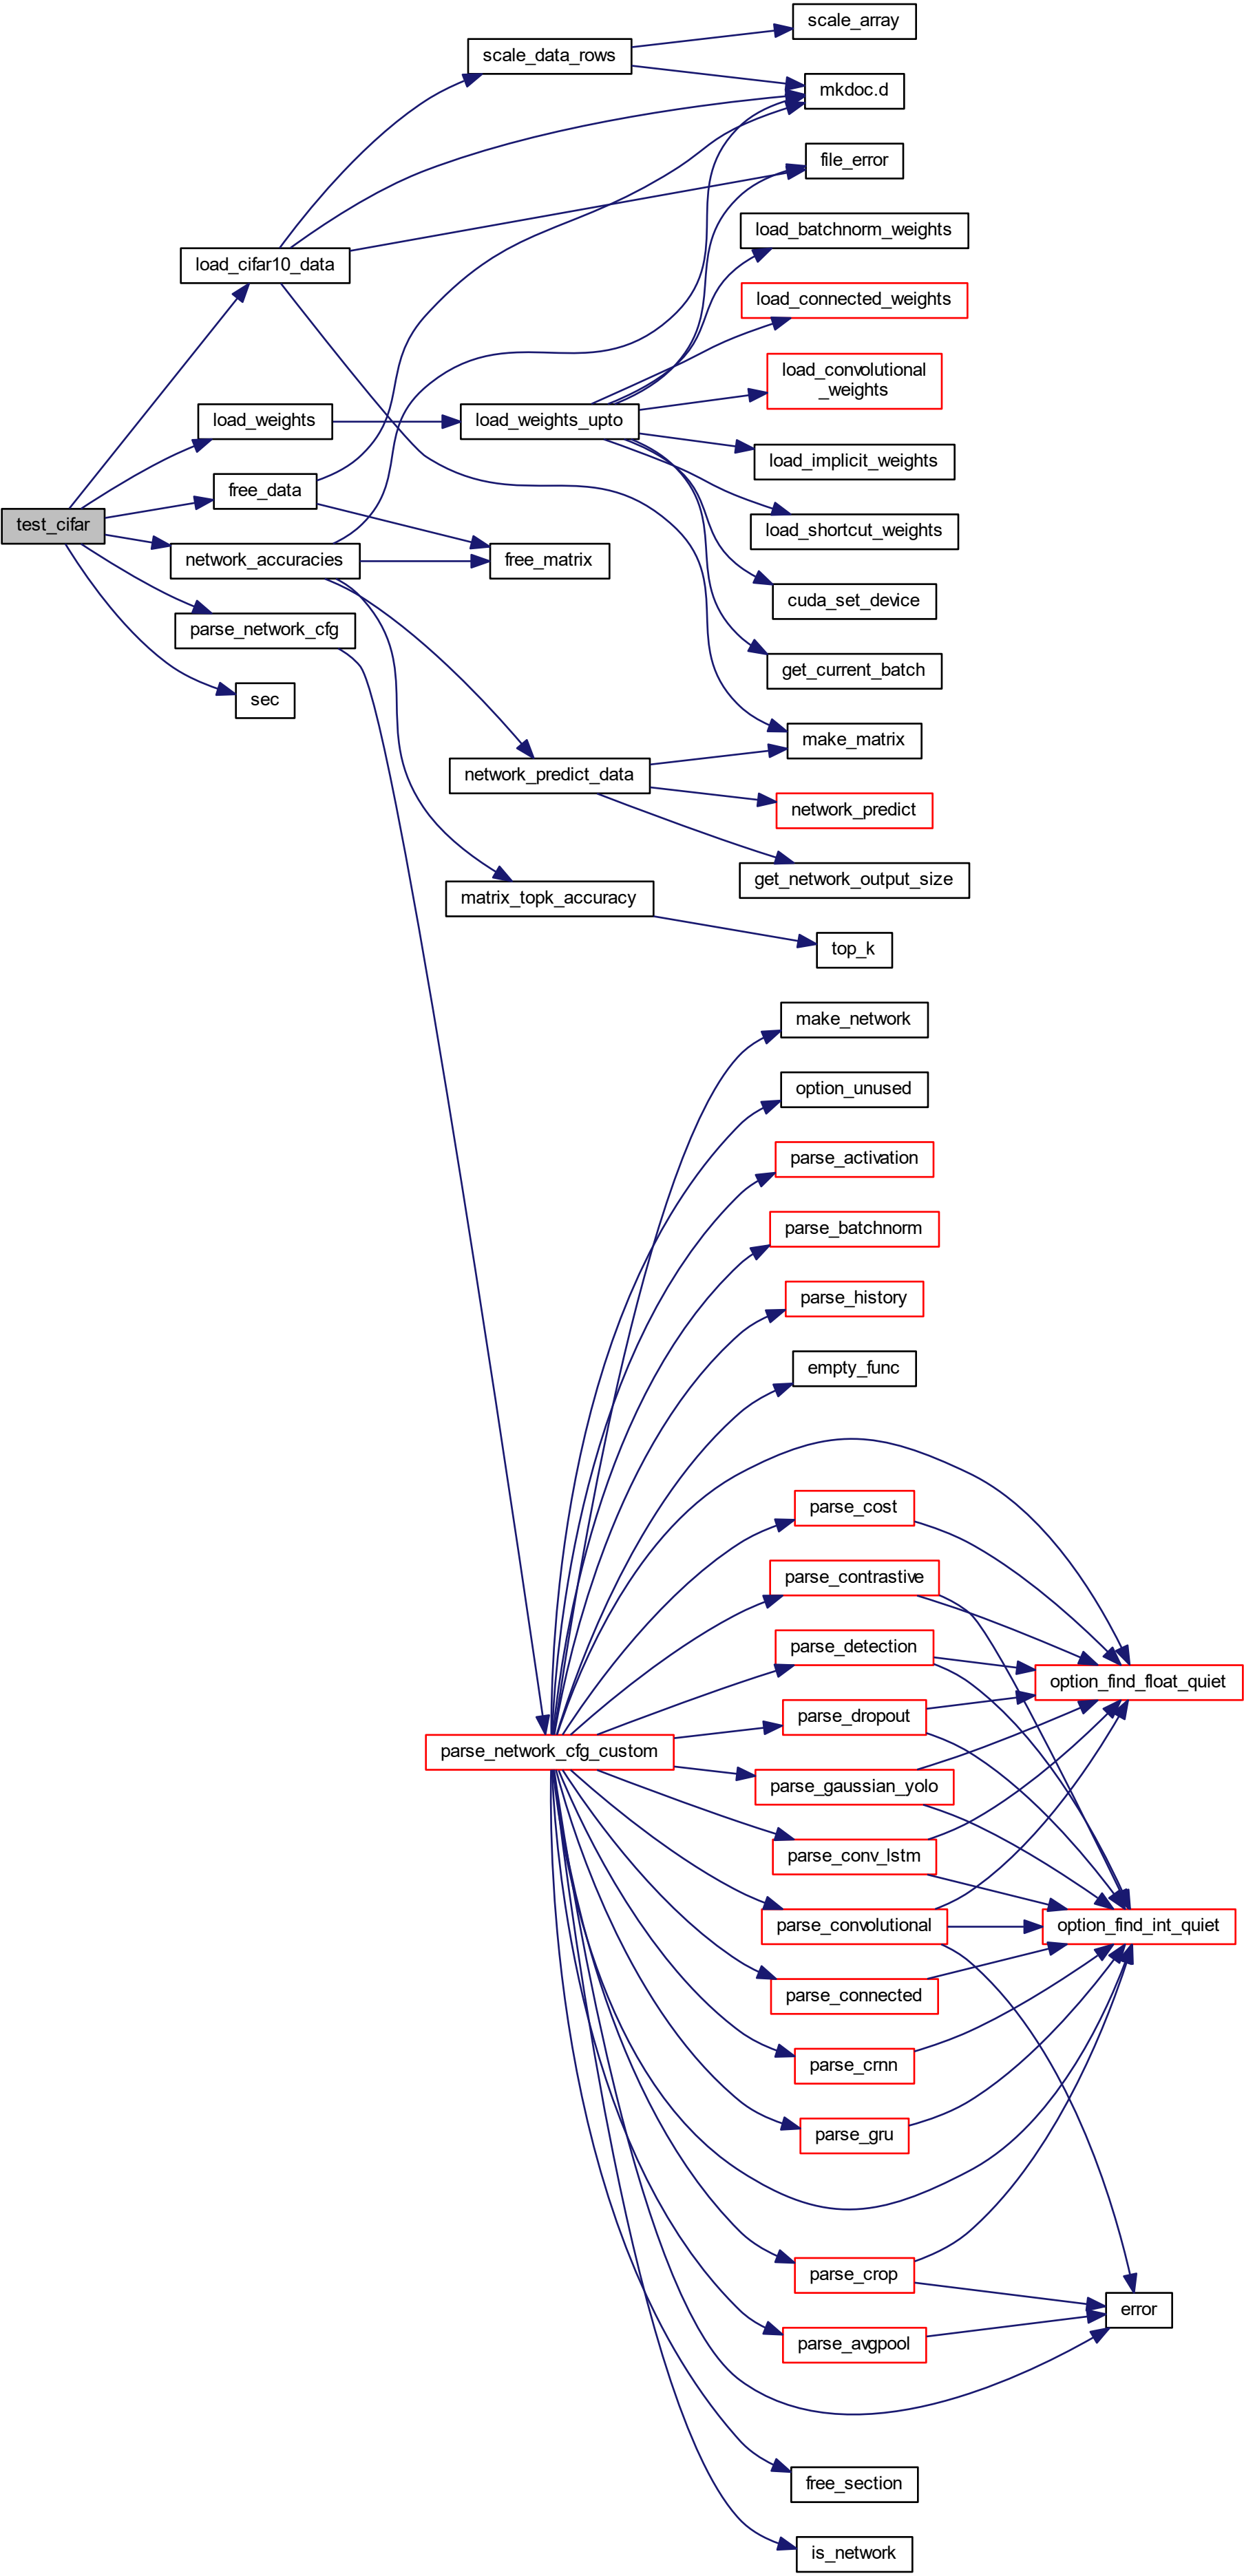 scale_array
scale_data_rows
mkdoc.d
file_error
load_batchnorm_weights
load_cifar10_data
load_connected_weights
load_convolutional
_weights
load_weights
load_weights_upto
load_implicit_weights
free_data
test_cifar
load_shortcut_weights
network_accuracies
free_matrix
cuda_set_device
parse_network_cfg
get_current_batch
sec
make_matrix
network_predict_data
network_predict
get_network_output_size
matrix_topk_accuracy
top_k
make_network
option_unused
parse_activation
parse_batchnorm
parse_history
empty_func
parse_cost
parse_contrastive
parse_detection
option_find_float_quiet
parse_dropout
parse_network_cfg_custom
parse_gaussian_yolo
parse_conv_lstm
parse_convolutional
option_find_int_quiet
parse_connected
parse_crnn
parse_gru
parse_crop
error
parse_avgpool
free_section
is_network